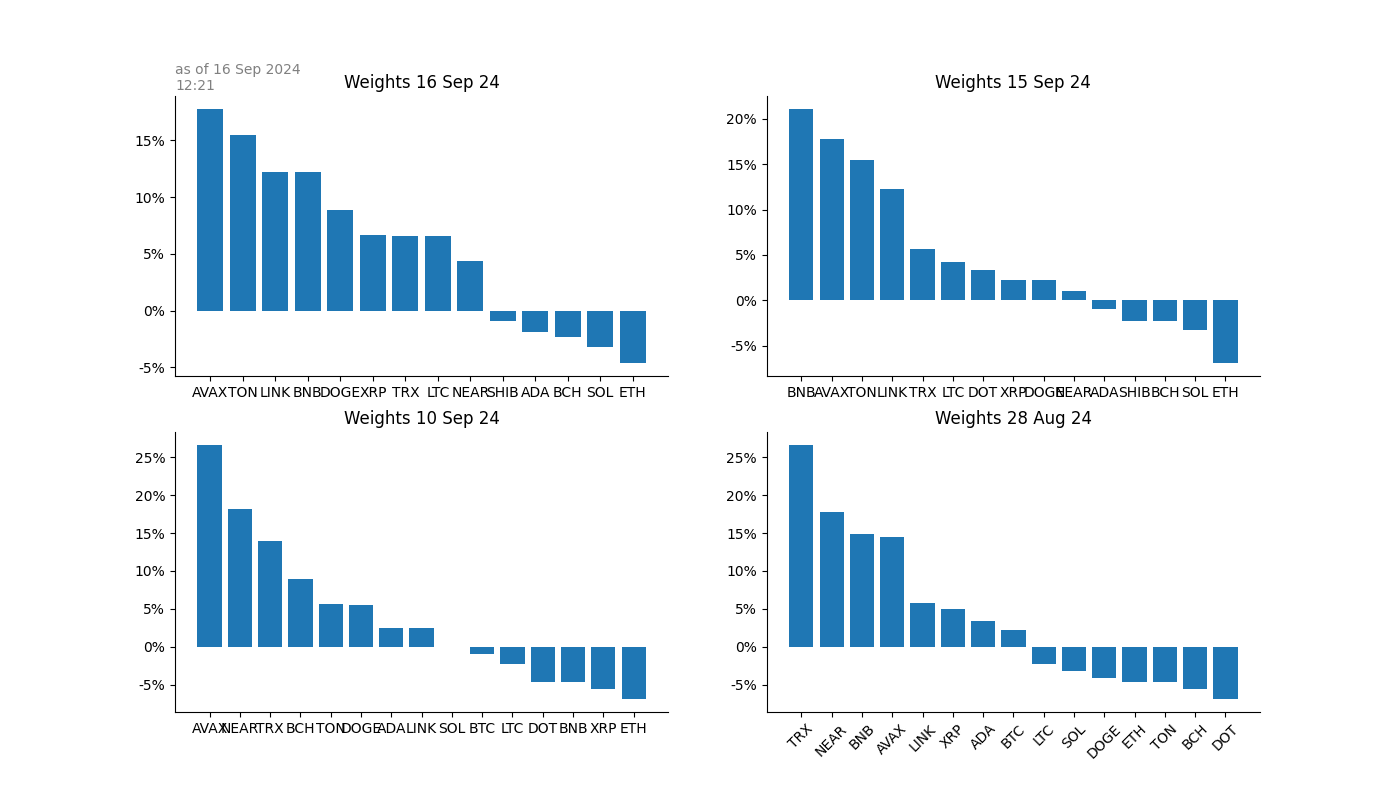 as of 16 Sep 2024
12:21
Weights 16 Sep 24
15%
10%
5%
0%
-5%
AVAX TON LINK BNB DOGE XRP TRX LTC NEAR SHIB ADA BCH SOL ETH
Weights 15 Sep 24
20%
15%
10%
5%
0%
-5%
BNB AVAX TON LINK TRX LTC DOT XRP DOGE NEAR ADA SHIB BCH SOL ETH
Weights 10 Sep 24
25%
20%
15%
10%
5%
0%
-5%
AVAX NEAR TRX BCH TON DOGE ADA LINK SOL BTC LTC DOT BNB XRP ETH
Weights 28 Aug 24
25%
20%
15%
10%
5%
0%
-5%
TRX NEAR BNB AVAX LINK XRP ADA BTC LTC SOL DOGE ETH TON BCH DOT